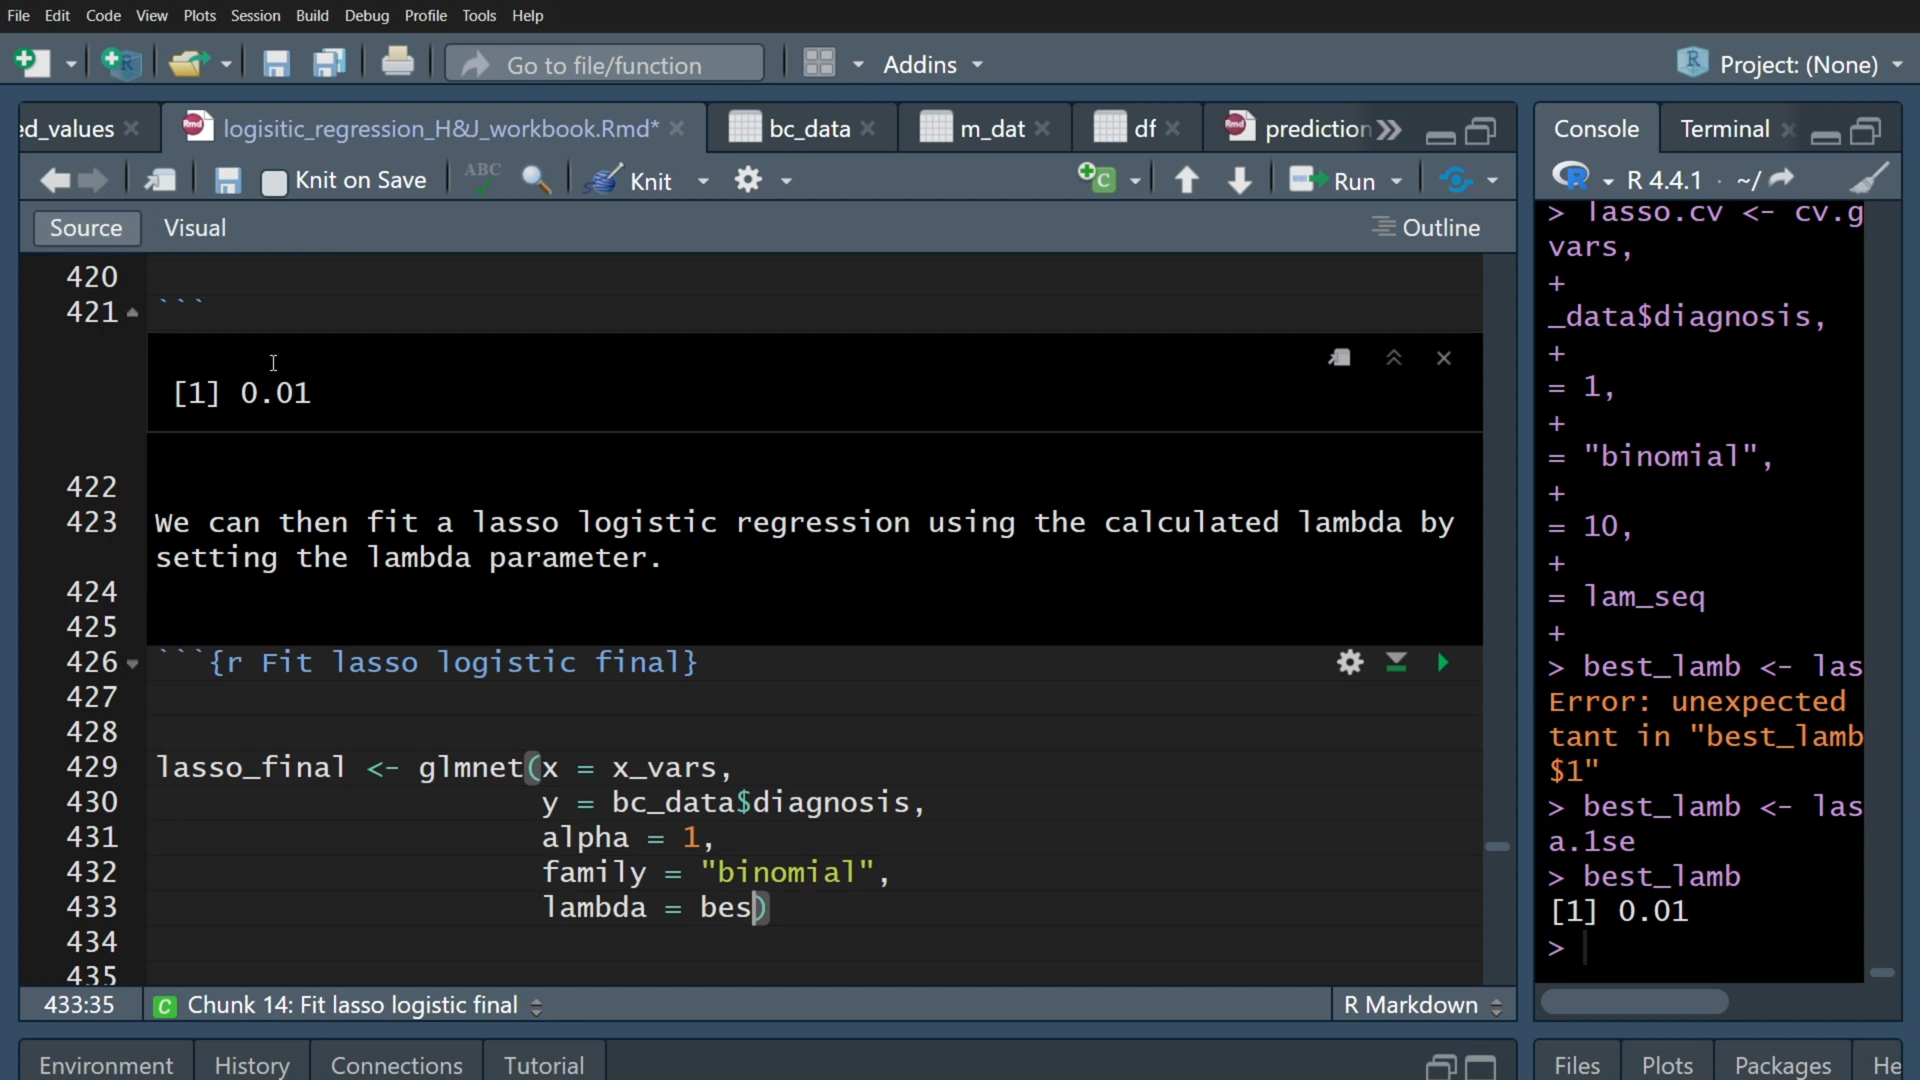 File Edit Code View Plots Session Build Debug Profile Tools Help
Go to file/function Addins Project: (None)
ed_values logisitic_regression_H&J_workbook.Rmd* bc_data m_dat df prediction Console Terminal
Knit on Save ABC Knit Run R 4.4.1 · ~/
Source Visual Outline
420
421 ```
[1] 0.01
422
423 We can then fit a lasso logistic regression using the calculated lambda by
setting the lambda parameter.
424
425
426 ```{r Fit lasso logistic final}
427
428
429 lasso_final <- glmnet(x = x_vars,
430 y = bc_data$diagnosis,
431 alpha = 1,
432 family = "binomial",
433 lambda = bes)
434
435
433:35 Chunk 14: Fit lasso logistic final R Markdown
> lasso.cv <- cv.g
vars,
+
_data$diagnosis,
+
= 1,
+
= "binomial",
+
= 10,
+
= lam_seq
+
> best_lamb <- las
Error: unexpected
tant in "best_lamb
$1"
> best_lamb <- las
a.1se
> best_lamb
[1] 0.01
>
Environment History Connections Tutorial Files Plots Packages He